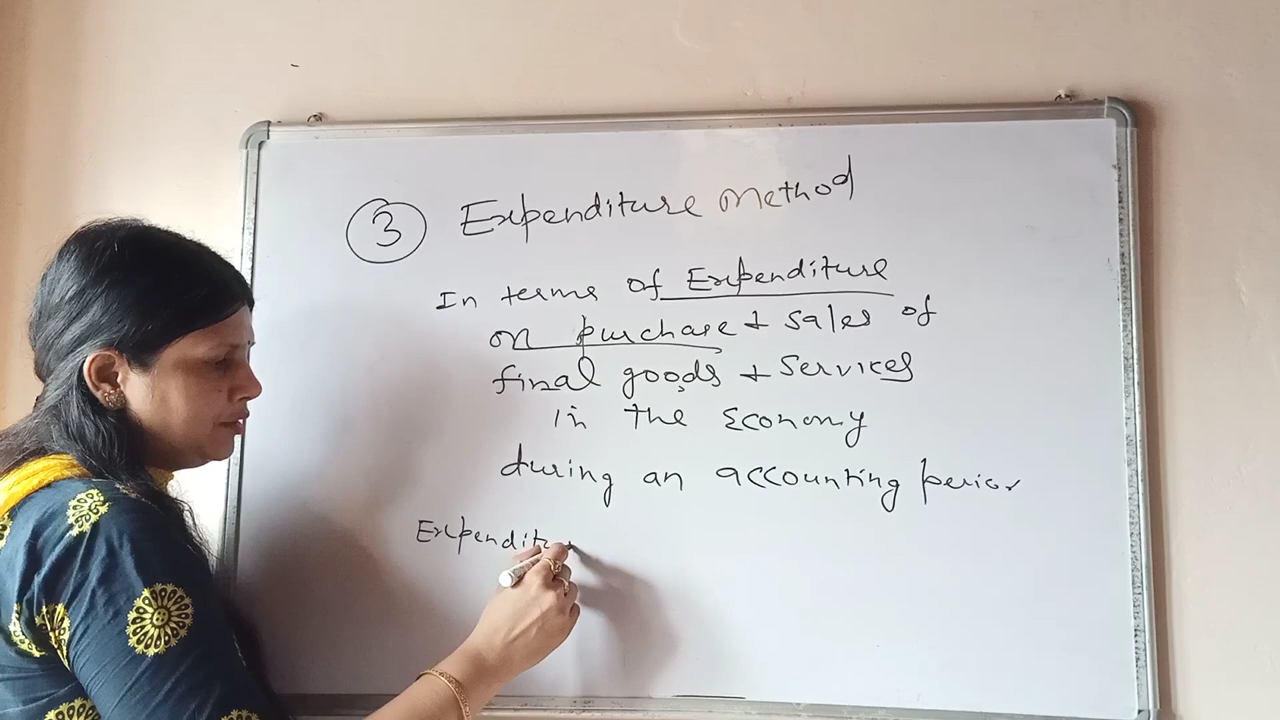 ③ Expenditure Method
In terms of Expenditure
on purchase + sales of
final goods + Services
in the Economy
during an accounting perior
Expenditu